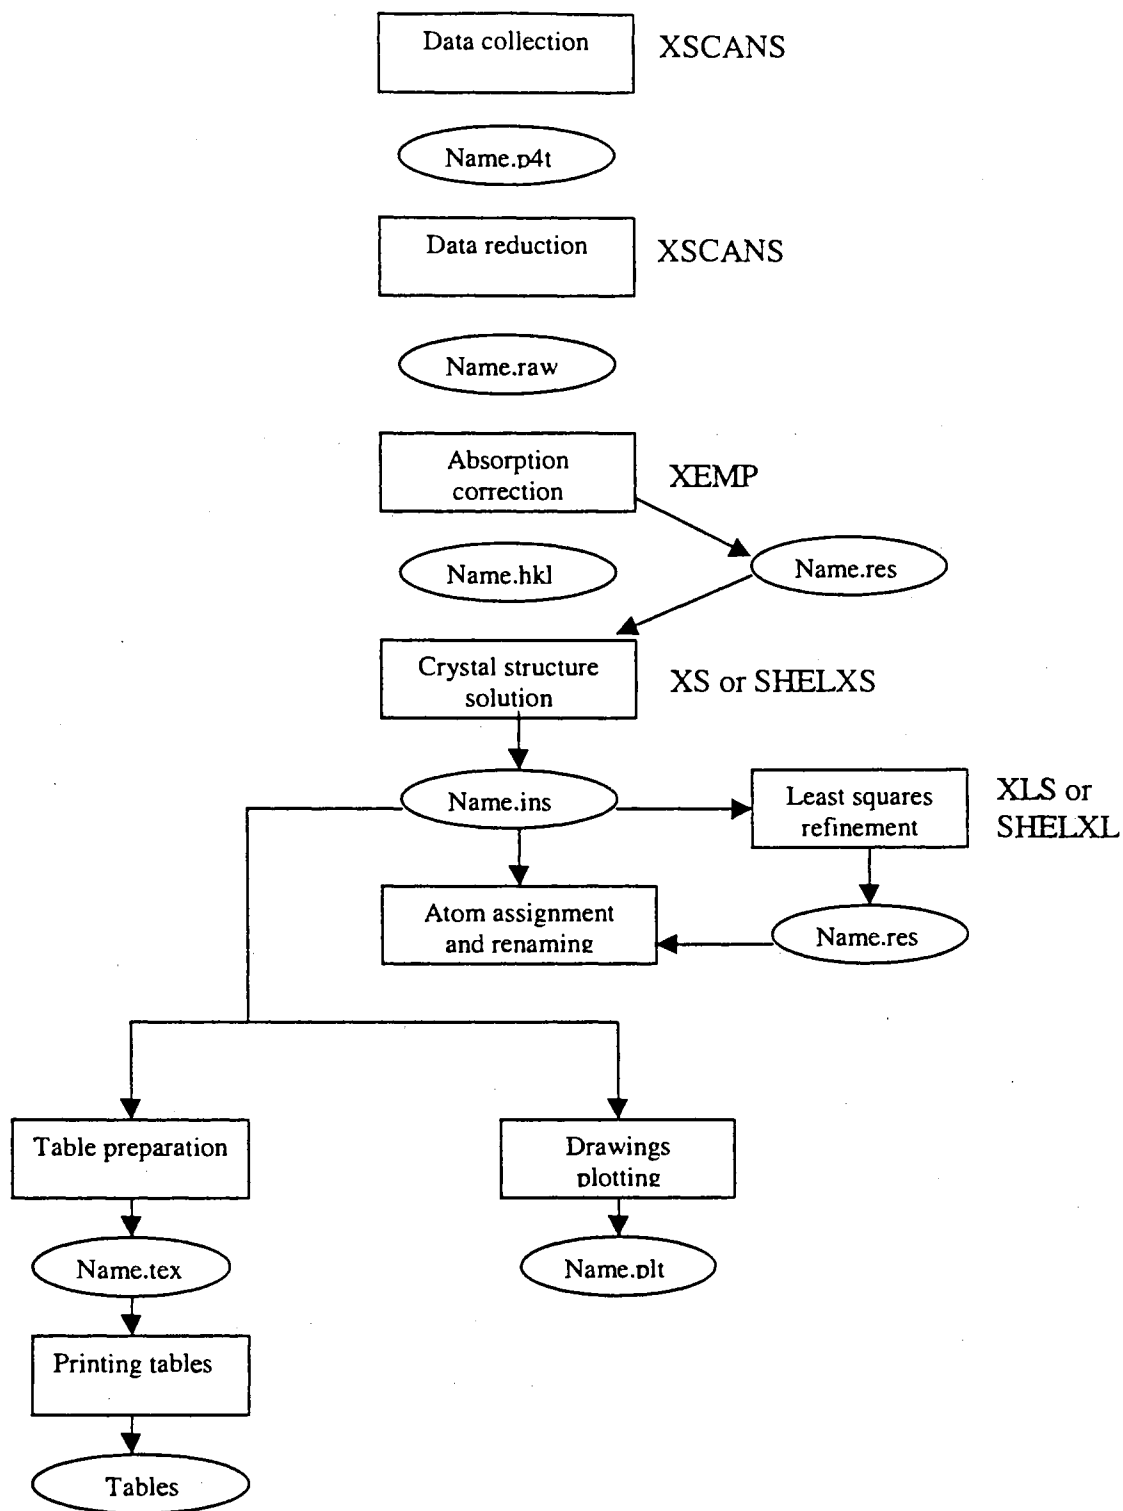 Data collection
XSCANS
Name.p4t
Data reduction
XSCANS
Name.raw
Absorption
correction
XEMP
Name.hkl
Name.res
Crystal structure
solution
XS or SHELXS
Name.ins
Least squares
refinement
XLS or
SHELXL
Atom assignment
and renaming
Name.res
Table preparation
Drawings
plotting
Name.tex
Name.plt
Printing tables
Tables